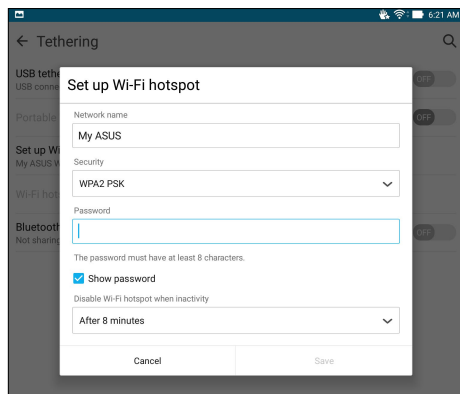 6:21 AM
Tethering
USB tethe
USB conne
OFF
Portable
OFF
Set up Wi
My ASUS W
Wi-Fi hot
Bluetooth
Not sharing
OFF
Set up Wi-Fi hotspot
Network name
My ASUS
Security
WPA2 PSK
Password
The password must have at least 8 characters.
Show password
Disable Wi-Fi hotspot when inactivity
After 8 minutes
Cancel
Save